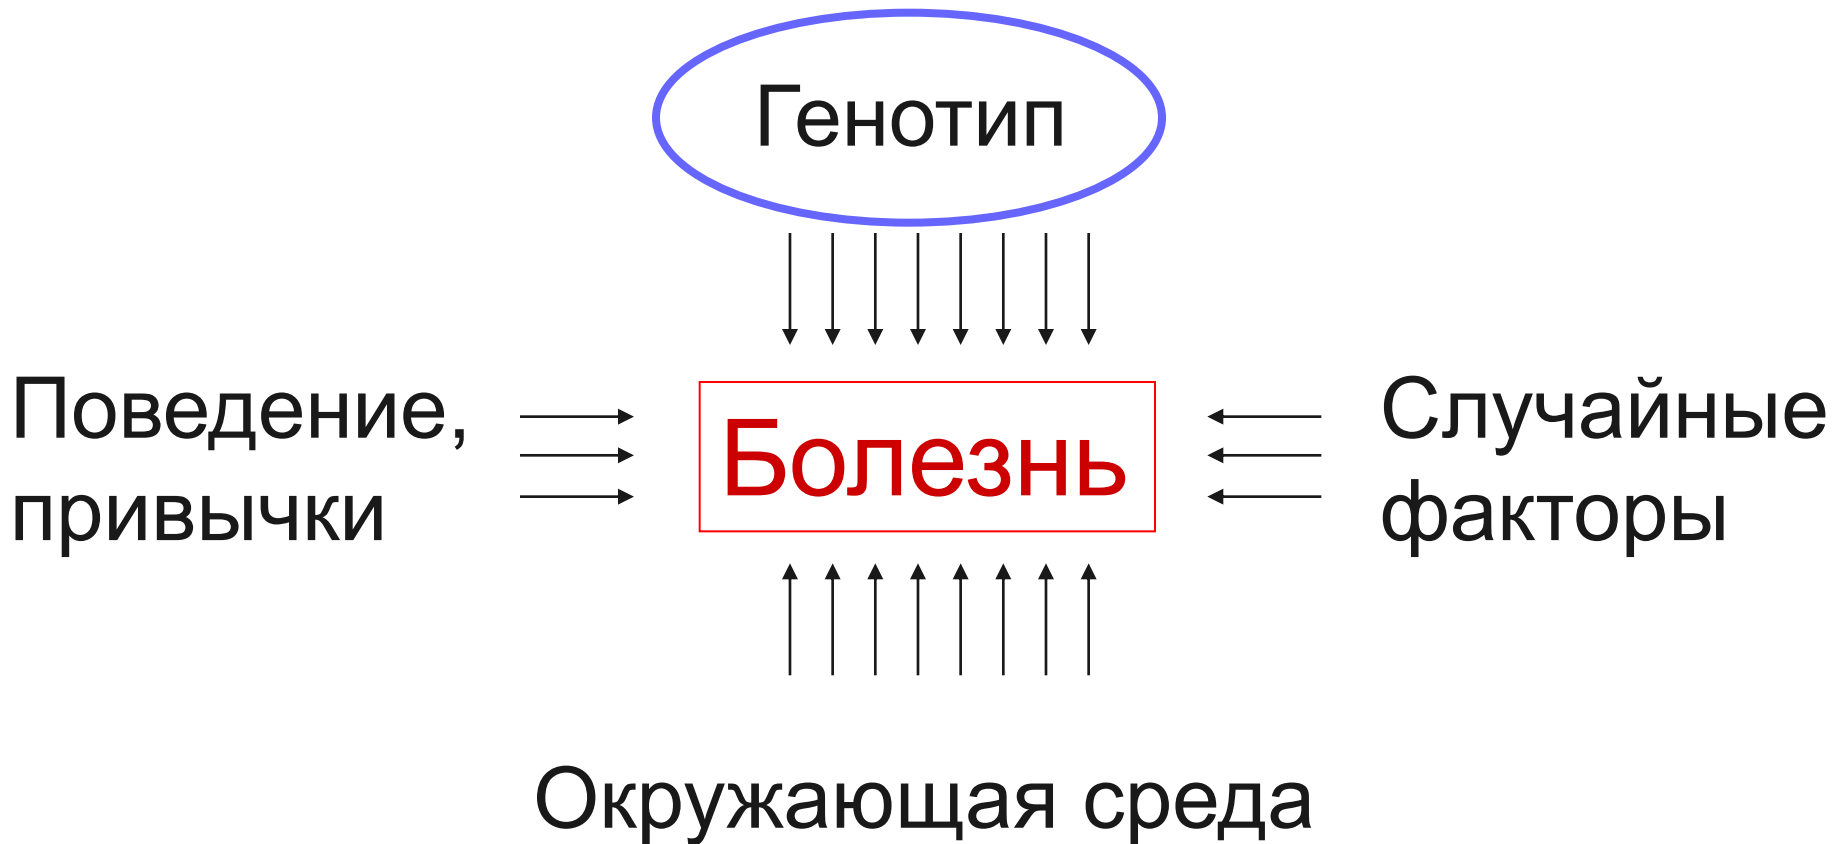 Генотип
Поведение,
привычки
Болезнь
Случайные
факторы
Окружающая среда